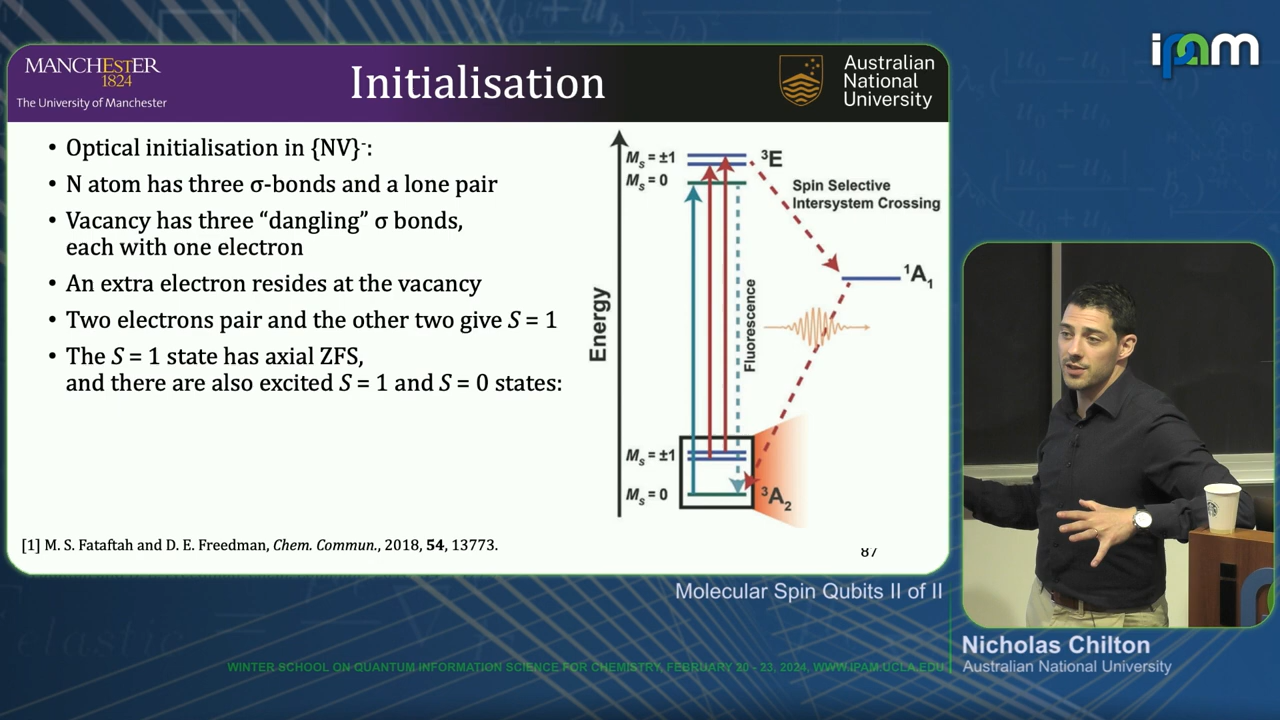 MANCHESTER
1824
The University of Manchester
Initialisation
Australian
National
University
ipam
• Optical initialisation in {NV}⁻:
• N atom has three σ-bonds and a lone pair
• Vacancy has three “dangling” σ bonds,
each with one electron
• An extra electron resides at the vacancy
• Two electrons pair and the other two give S = 1
• The S = 1 state has axial ZFS,
and there are also excited S = 1 and S = 0 states:
Energy
Mₛ = ±1
Mₛ = 0
³E
Spin Selective
Intersystem Crossing
¹A₁
Fluorescence
Mₛ = ±1
Mₛ = 0
³A₂
[1] M. S. Fataftah and D. E. Freedman, Chem. Commun., 2018, 54, 13773.
87
Molecular Spin Qubits II of II
Nicholas Chilton
Australian National University
WINTER SCHOOL ON QUANTUM INFORMATION SCIENCE FOR CHEMISTRY, FEBRUARY 20 - 23, 2024, WWW.IPAM.UCLA.EDU